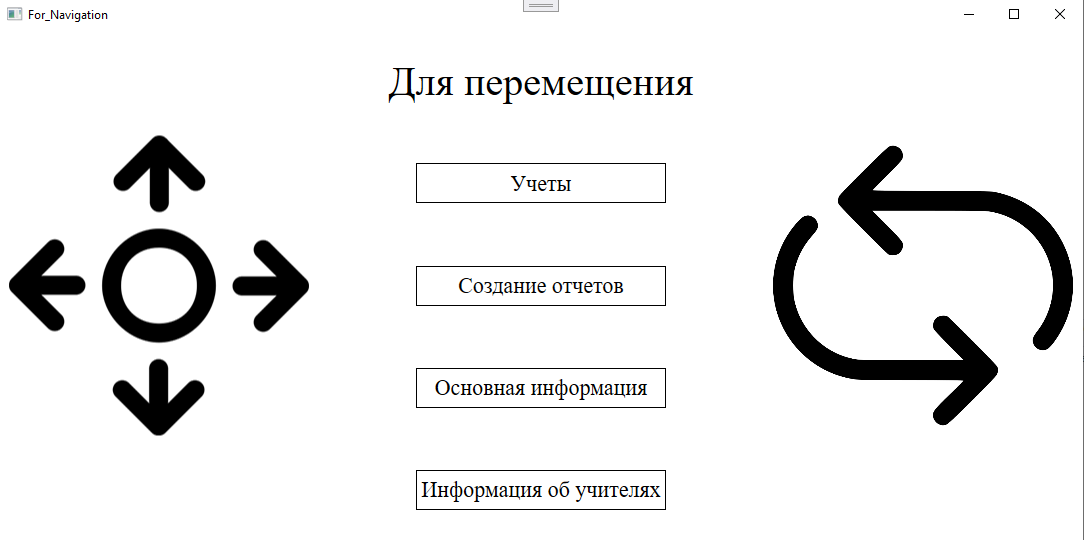 For_Navigation
Для перемещения
Учеты
Создание отчетов
Основная информация
Информация об учителях